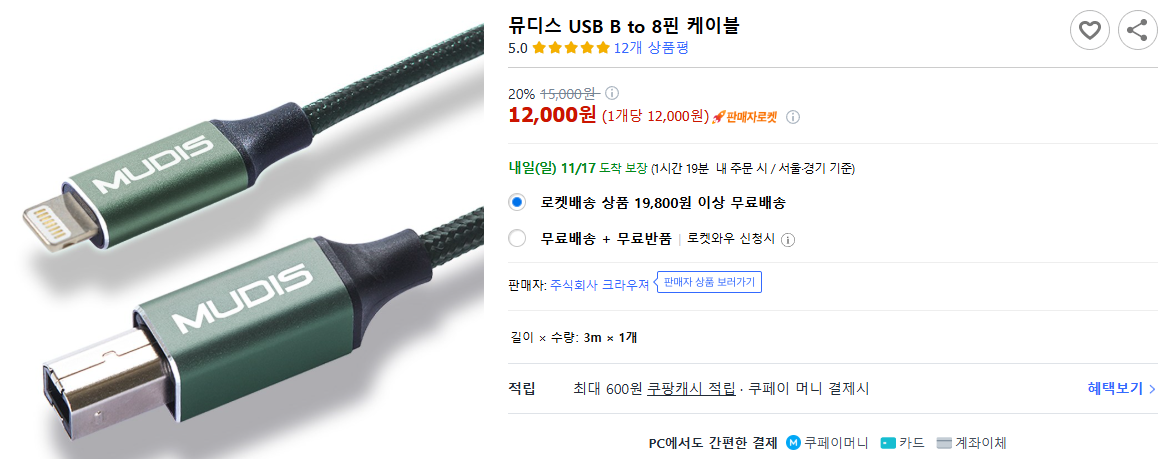 MUDIS
MUDIS
뮤디스 USB B to 8핀 케이블
5.0 12개 상품평
20% 15,000원
12,000원 (1개당 12,000원) 판매자로켓
내일(일) 11/17 도착 보장 (1시간 19분 내 주문 시 / 서울⋅경기 기준)
로켓배송 상품 19,800원 이상 무료배송
무료배송 + 무료반품 | 로켓와우 신청시
판매자: 주식회사 크라우져 판매자 상품 보러가기
길이 × 수량: 3m × 1개
적립 최대 600원 쿠팡캐시 적립 · 쿠페이 머니 결제시 혜택보기 >
PC에서도 간편한 결제 쿠페이머니 카드 계좌이체